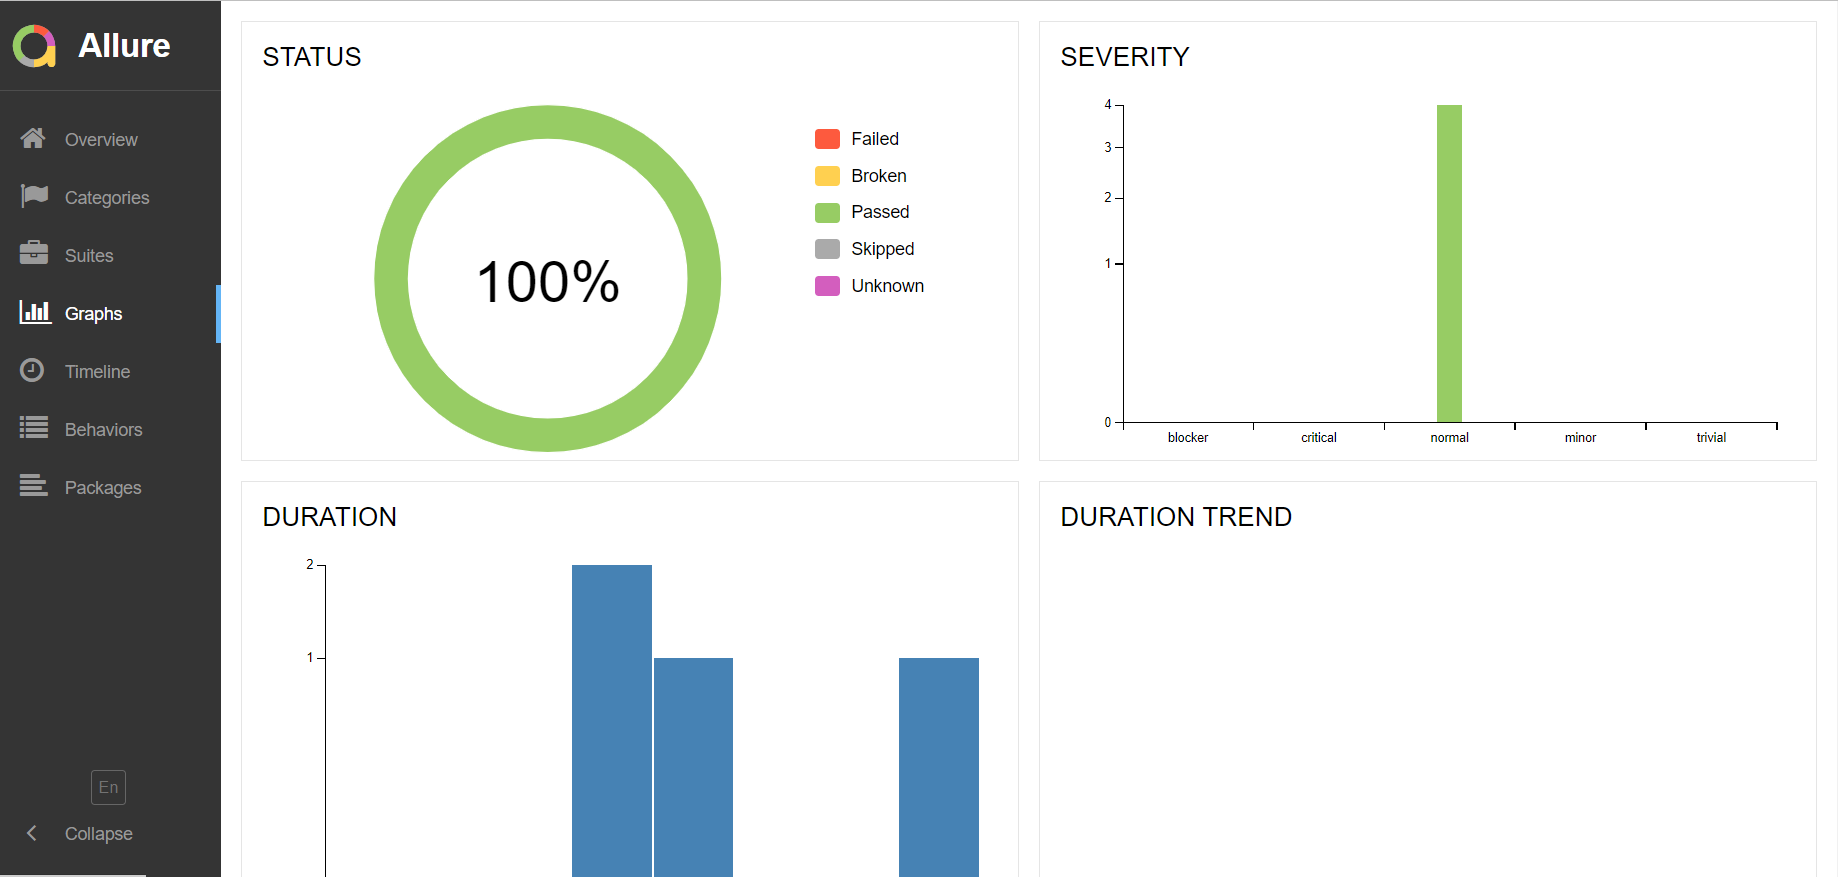 Allure
Overview
Categories
Suites
Graphs
Timeline
Behaviors
Packages
En
Collapse
STATUS
100%
Failed
Broken
Passed
Skipped
Unknown
SEVERITY
4
3
2
1
0
blocker critical normal minor trivial
DURATION
2
1
DURATION TREND